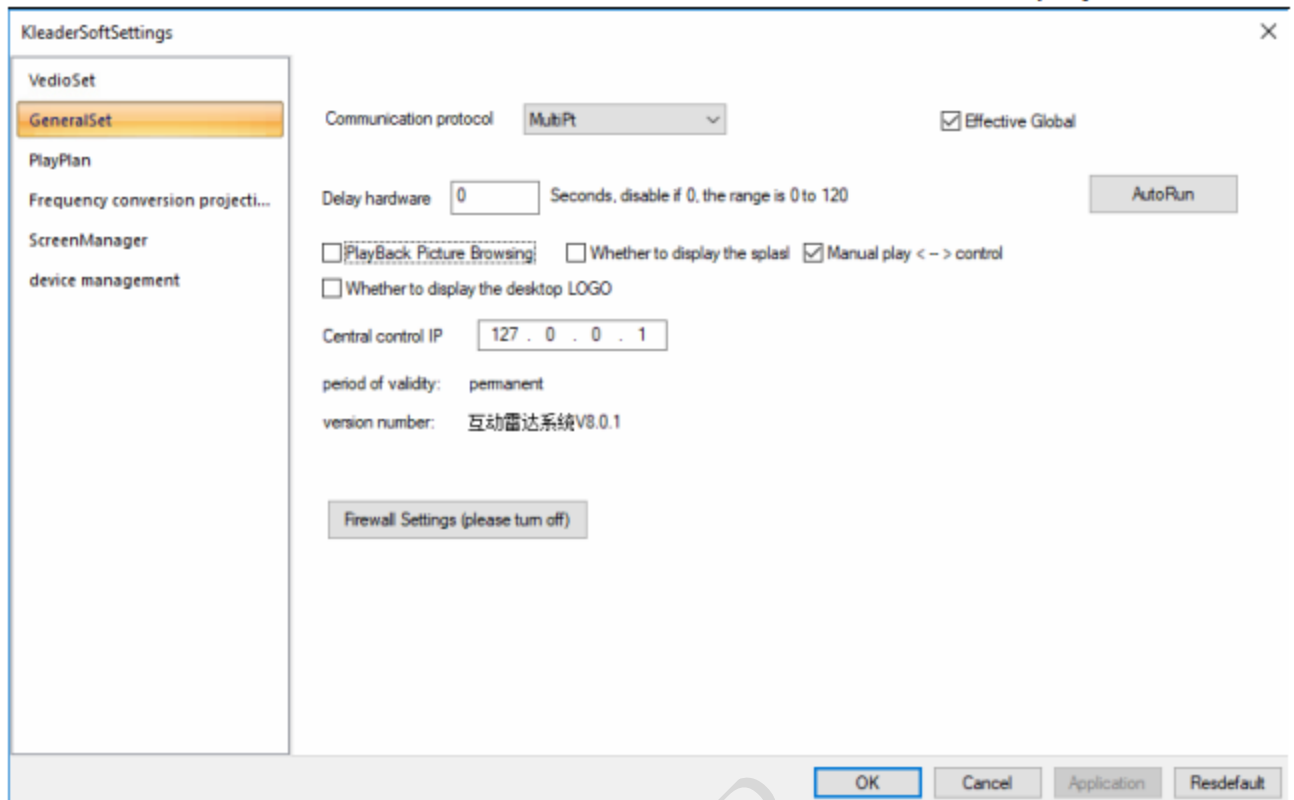 KleaderSoftSettings
VedioSet
GeneralSet
PlayPlan
Frequency conversion projecti...
ScreenManager
device management
Communication protocol MultiPt Effective Global
Delay hardware 0 Seconds, disable if 0, the range is 0 to 120 AutoRun
PlayBack Picture Browsing Whether to display the splasl Manual play < -- > control
Whether to display the desktop LOGO
Central control IP 127 . 0 . 0 . 1
period of validity: permanent
version number: 互动雷达系统V8.0.1
Firewall Settings (please turn off)
OK Cancel Application Resdefault